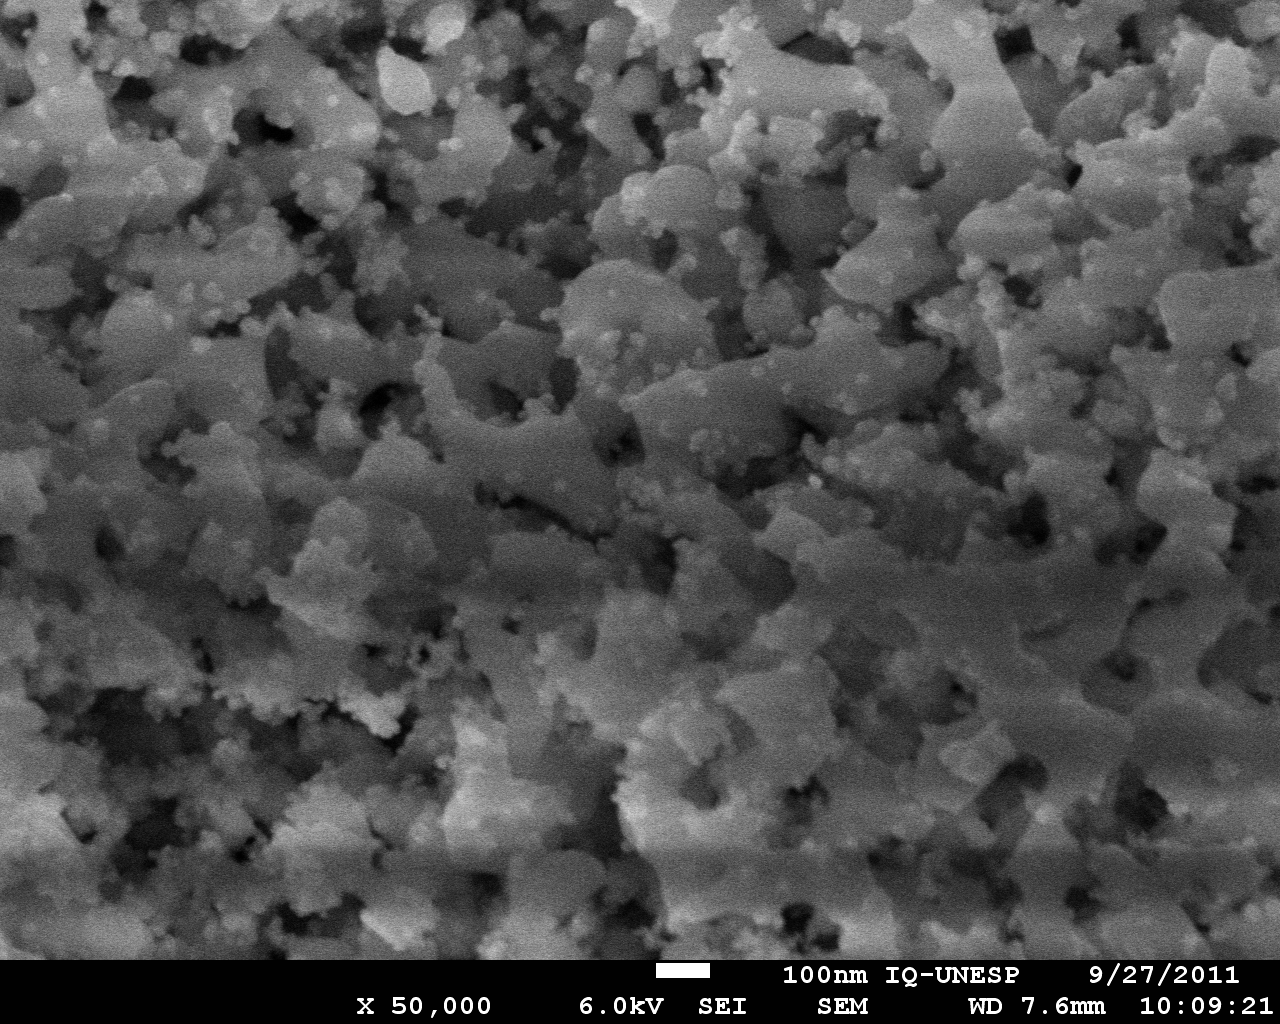 100nm IQ-UNESP 9/27/2011
X 50,000 6.0kV SEI SEM WD 7.6mm 10:09:21